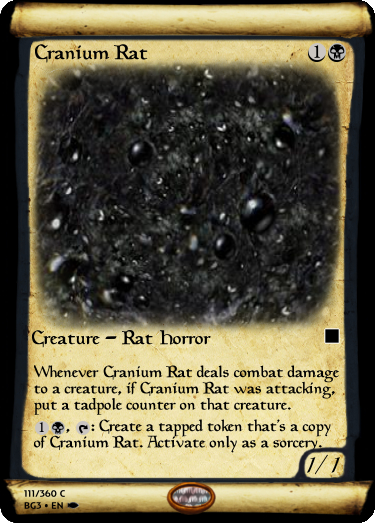 Cranium Rat 1
Creature – Rat Horror
Whenever Cranium Rat deals combat damage
to a creature, if Cranium Rat was attacking,
put a tadpole counter on that creature.
1 , : Create a tapped token that's a copy
of Cranium Rat. Activate only as a sorcery.
1/1
111/360 C
BG3 • EN